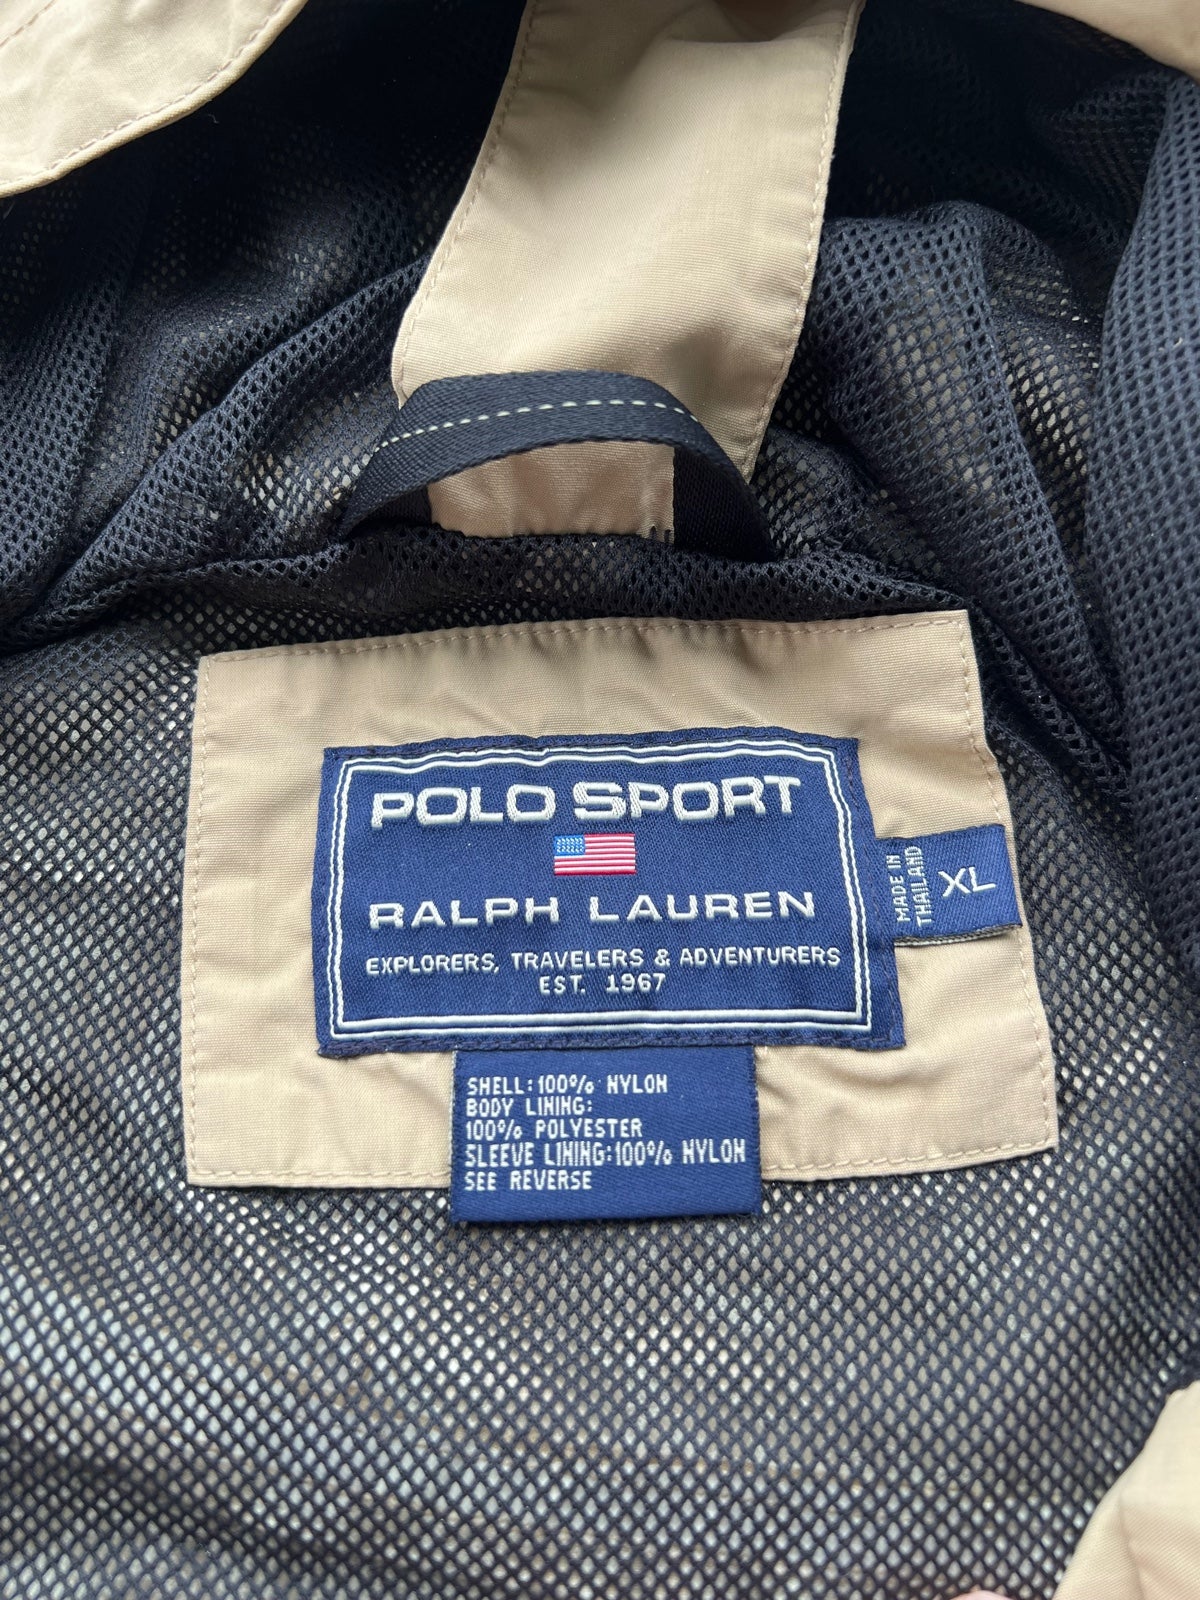 POLO SPORT
RALPH LAUREN
EXPLORERS, TRAVELERS & ADVENTURERS
EST. 1967
MADE IN
THAILAND
XL
SHELL:100% NYLON
BODY LINING:
100% POLYESTER
SLEEVE LINING:100% NYLON
SEE REVERSE